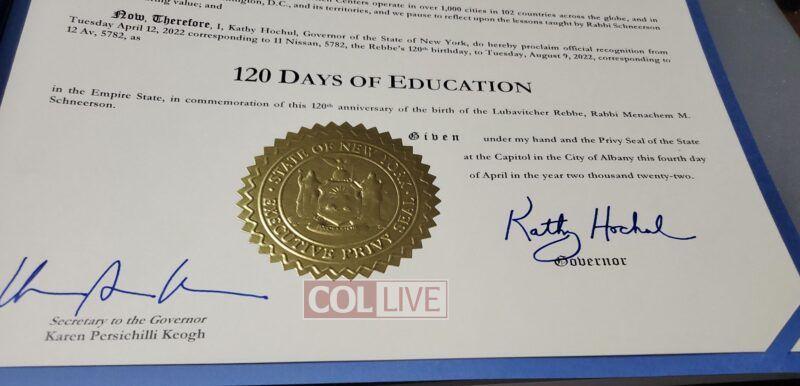 Centers operate in over 1,000 cities in 102 countries across the globe, and in
ington, D.C., and its territories, and we pause to reflect upon the lessons taught by Rabbi Schneerson
ing value; and
Now, Therefore, I, Kathy Hochul, Governor of the State of New York, do hereby proclaim official recognition from
Tuesday April 12, 2022 corresponding to 11 Nissan, 5782, the Rebbe's 120th birthday, to Tuesday, August 9, 2022, corresponding to
12 Av, 5782, as
120 DAYS OF EDUCATION
in the Empire State, in commemoration of this 120th anniversary of the birth of the Lubavitcher Rebbe, Rabbi Menachem M.
Schneerson.
Given under my hand and the Privy Seal of the State
at the Capitol in the City of Albany this fourth day
of April in the year two thousand twenty-two.
STATE OF NEW YORK
EXECUTIVE PRIVY SEAL
Kathy Hochul
Governor
Secretary to the Governor
Karen Persichilli Keogh
COL LIVE